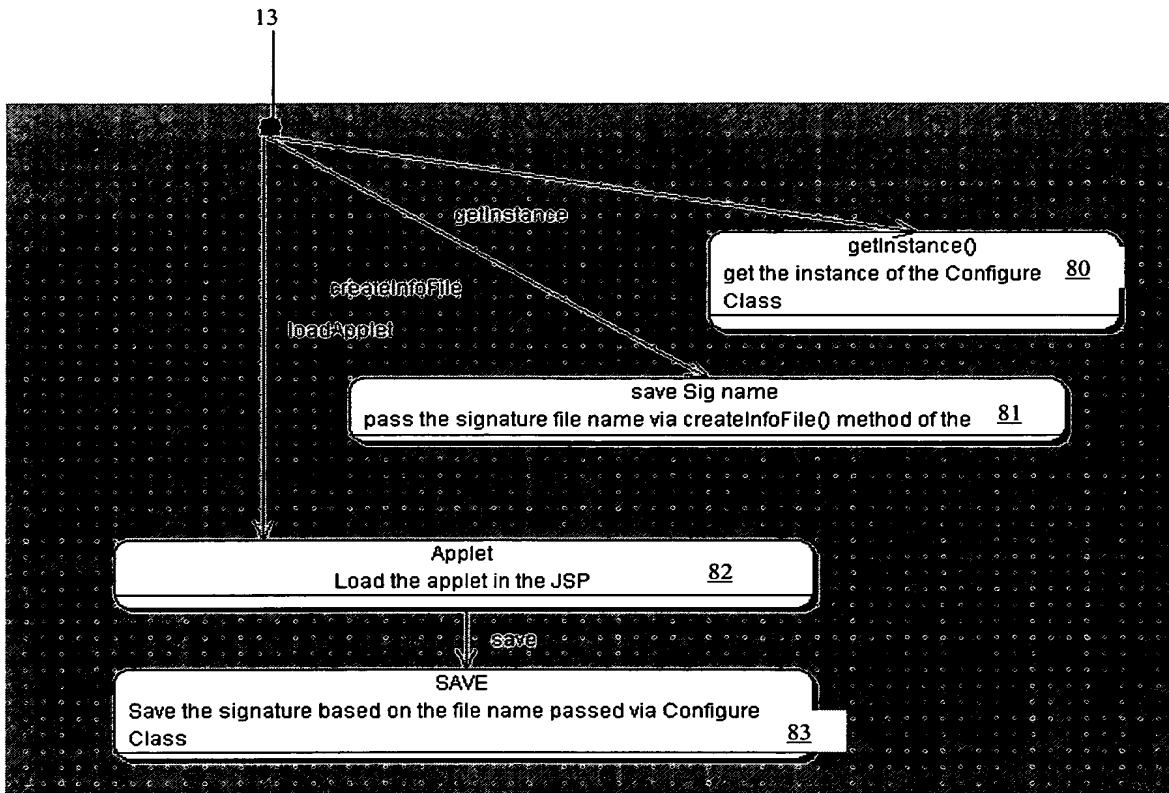 13
getInstance
getInstance()
get the instance of the Configure
Class
80
createInfoFile
loadApplet
save Sig name
pass the signature file name via createInfoFile() method of the
81
Applet
Load the applet in the JSP
82
save
SAVE
Save the signature based on the file name passed via Configure
Class
83